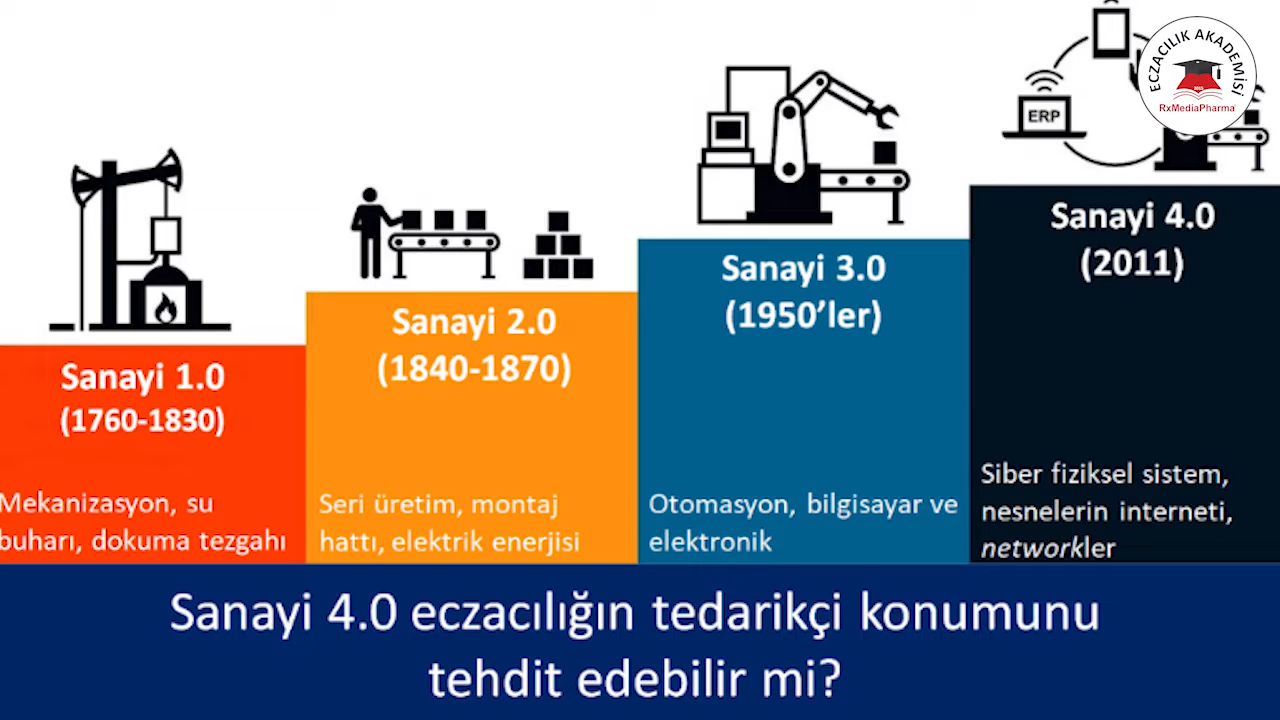 ECZACILIK AKADEMİSİ
2015
RxMediaPharma
ERP
Sanayi 1.0
(1760-1830)
Mekanizasyon, su
buharı, dokuma tezgahı
Sanayi 2.0
(1840-1870)
Seri üretim, montaj
hattı, elektrik enerjisi
Sanayi 3.0
(1950’ler)
Otomasyon, bilgisayar ve
elektronik
Sanayi 4.0
(2011)
Siber fiziksel sistem,
nesnelerin interneti,
networkler
Sanayi 4.0 eczacılığın tedarikçi konumunu
tehdit edebilir mi?